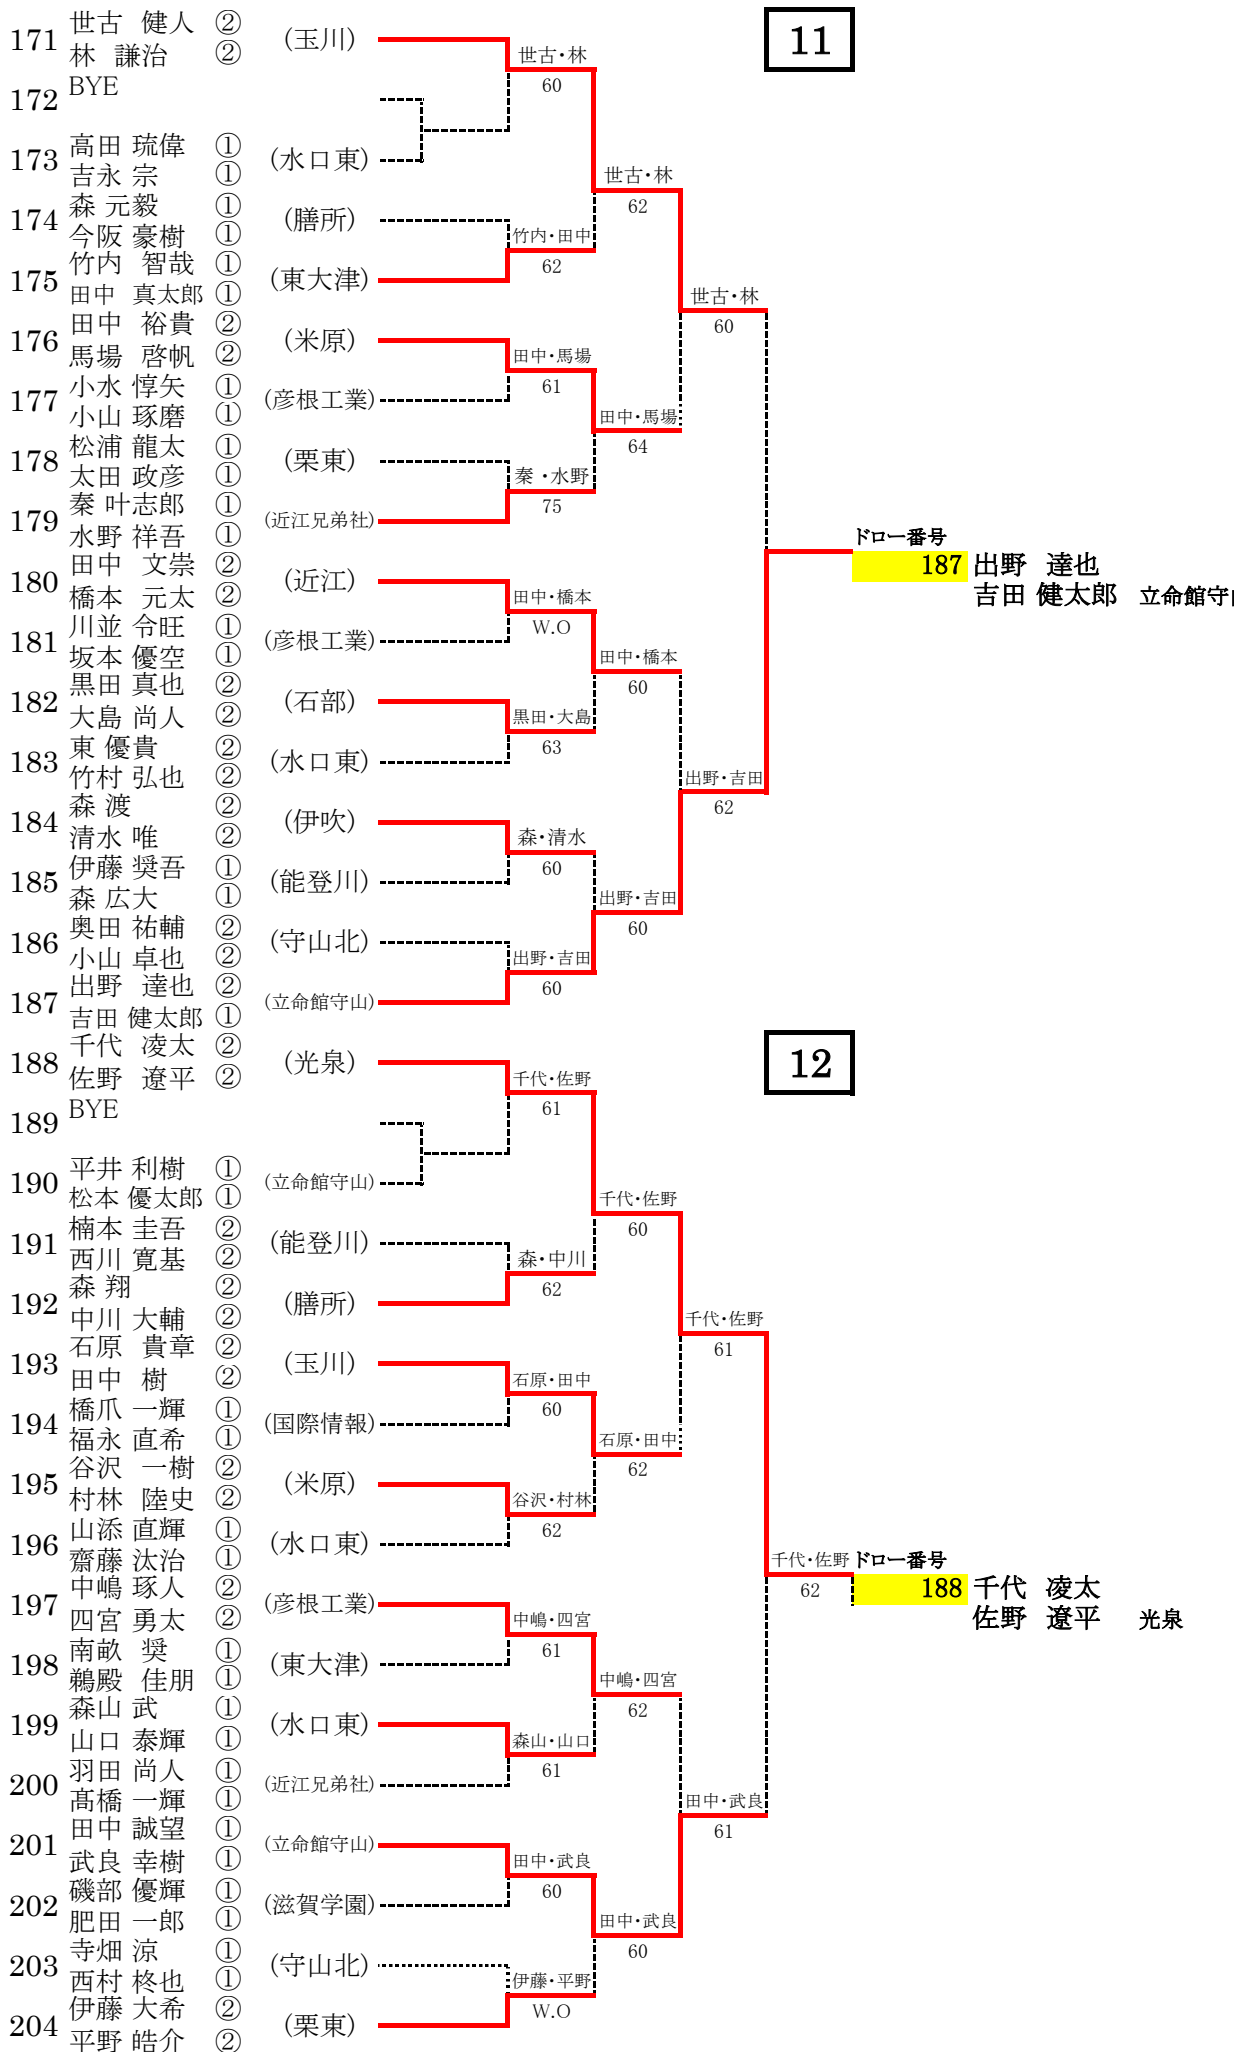 11
171 世古 健人 ② (玉川)
林 謙治 ②
世古・林
60
172 BYE
173 高田 琉偉 ① (水口東)
吉永 宗 ①
世古・林
62
174 森 元毅 ① (膳所)
今阪 豪樹 ①
竹内・田中
62
175 竹内 智哉 ① (東大津)
田中 真太郎 ①
世古・林
60
176 田中 裕貴 ② (米原)
馬場 啓帆 ②
田中・馬場
61
177 小水 惇矢 ① (彦根工業)
小山 琢磨 ①
田中・馬場
64
178 松浦 龍太 ① (栗東)
太田 政彦 ①
秦・水野
75
179 秦 叶志郎 ① (近江兄弟社)
水野 祥吾 ①
ドロー番号
187 出野 達也
吉田 健太郎 立命館守
180 田中 文崇 ② (近江)
橋本 元太 ②
田中・橋本
W.O
181 川並 令旺 ① (彦根工業)
坂本 優空 ①
田中・橋本
60
182 黒田 真也 ② (石部)
大島 尚人 ②
黒田・大島
63
183 東 優貴 ② (水口東)
竹村 弘也 ②
出野・吉田
62
184 森 渡 ② (伊吹)
清水 唯 ②
森・清水
60
185 伊藤 奨吾 ① (能登川)
森 広大 ①
出野・吉田
60
186 奥田 祐輔 ② (守山北)
小山 卓也 ②
出野・吉田
60
187 出野 達也 ② (立命館守山)
吉田 健太郎 ①
12
188 千代 凌太 ② (光泉)
佐野 遼平 ②
千代・佐野
61
189 BYE
190 平井 利樹 ① (立命館守山)
松本 優太郎 ①
千代・佐野
60
191 楠本 圭吾 ② (能登川)
西川 寛基 ②
森・中川
62
192 森 翔 ② (膳所)
中川 大輔 ②
千代・佐野
61
193 石原 貴章 ② (玉川)
田中 樹 ②
石原・田中
60
194 橋爪 一輝 ① (国際情報)
福永 直希 ①
石原・田中
62
195 谷沢 一樹 ② (米原)
村林 陸史 ②
谷沢・村林
62
196 山添 直輝 ① (水口東)
齋藤 汰治 ①
千代・佐野
62
ドロー番号
188 千代 凌太
佐野 遼平 光泉
197 中嶋 琢人 ② (彦根工業)
四宮 勇太 ②
中嶋・四宮
61
198 南畝 奨 ① (東大津)
鵜殿 佳朋 ①
中嶋・四宮
62
199 森山 武 ① (水口東)
山口 泰輝 ①
森山・山口
61
200 羽田 尚人 ① (近江兄弟社)
髙橋 一輝 ①
田中・武良
61
201 田中 誠望 ① (立命館守山)
武良 幸樹 ①
田中・武良
60
202 磯部 優輝 ① (滋賀学園)
肥田 一郎 ①
田中・武良
60
203 寺畑 涼 ① (守山北)
西村 柊也 ①
伊藤・平野
W.O
204 伊藤 大希 ② (栗東)
平野 皓介 ②